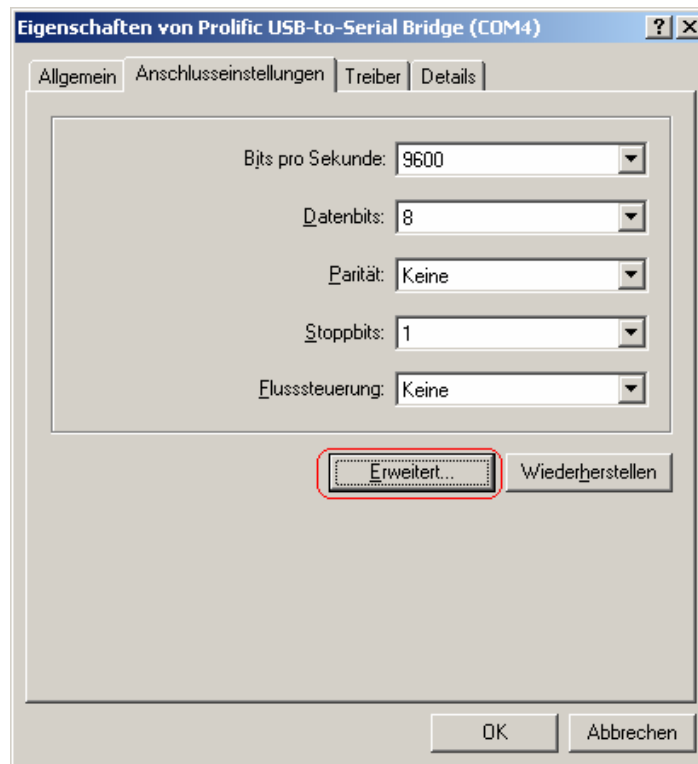 Eigenschaften von Prolific USB-to-Serial Bridge (COM4)
Allgemein Anschlusseinstellungen Treiber Details
Bits pro Sekunde: 9600
Datenbits: 8
Parität: Keine
Stoppbits: 1
Flusssteuerung: Keine
Erweitert... Wiederherstellen
OK Abbrechen